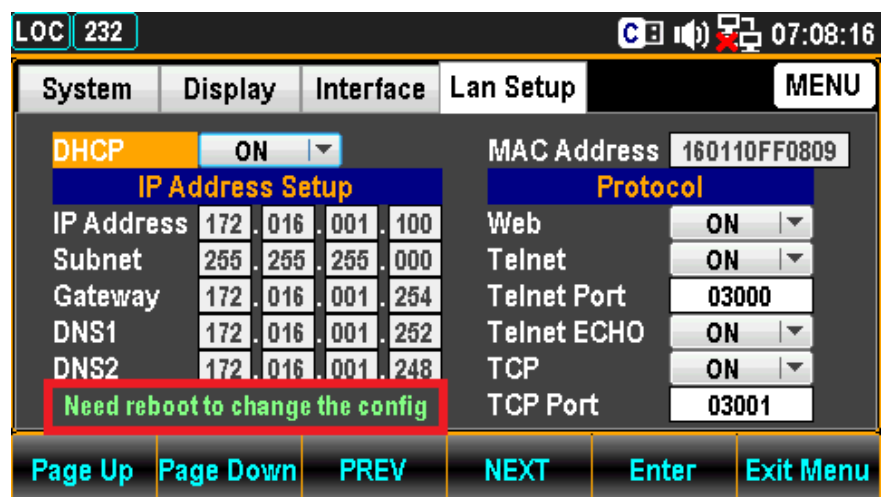 LOC 232 C 07:08:16
System Display Interface Lan Setup MENU
DHCP ON MAC Address 160110FF0809
IP Address Setup Protocol
IP Address 172 . 016 . 001 . 100 Web ON
Subnet 255 . 255 . 255 . 000 Telnet ON
Gateway 172 . 016 . 001 . 254 Telnet Port 03000
DNS1 172 . 016 . 001 . 252 Telnet ECHO ON
DNS2 172 . 016 . 001 . 248 TCP ON
Need reboot to change the config TCP Port 03001
Page Up Page Down PREV NEXT Enter Exit Menu